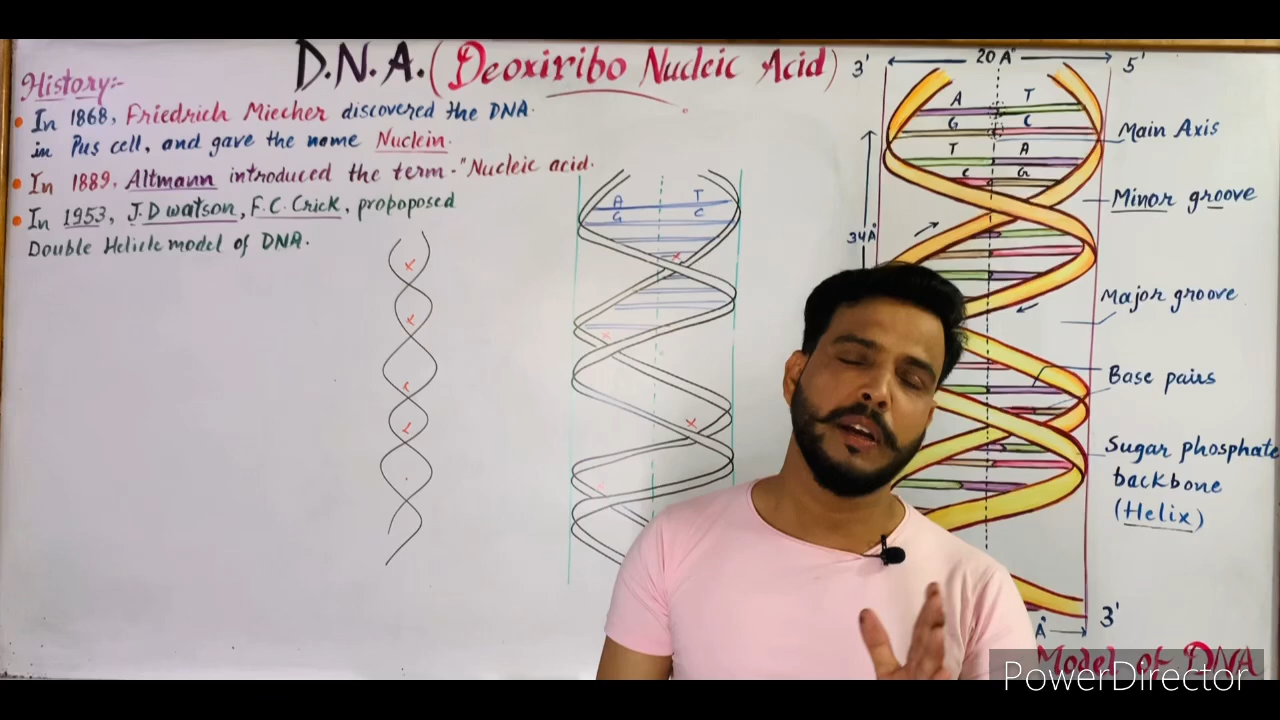 D.N.A. (Deoxiribo Nucleic Acid)
History:-
In 1868, Friedrich Miecher discovered the DNA.
in Pus cell, and gave the name Nuclein.
In 1889, Altmann introduced the term - "Nucleic acid.
In 1953, J.D watson, F.C. Crick, propoposed
Double Helicle model of DNA.
A T
G C
3' 20 A° 5'
A T
G C
T A
C G
34A°
Main Axis
Minor groove
Major groove
Base pairs
Sugar phosphate
backbone
(Helix)
A° 3'
Model of DNA
PowerDirector